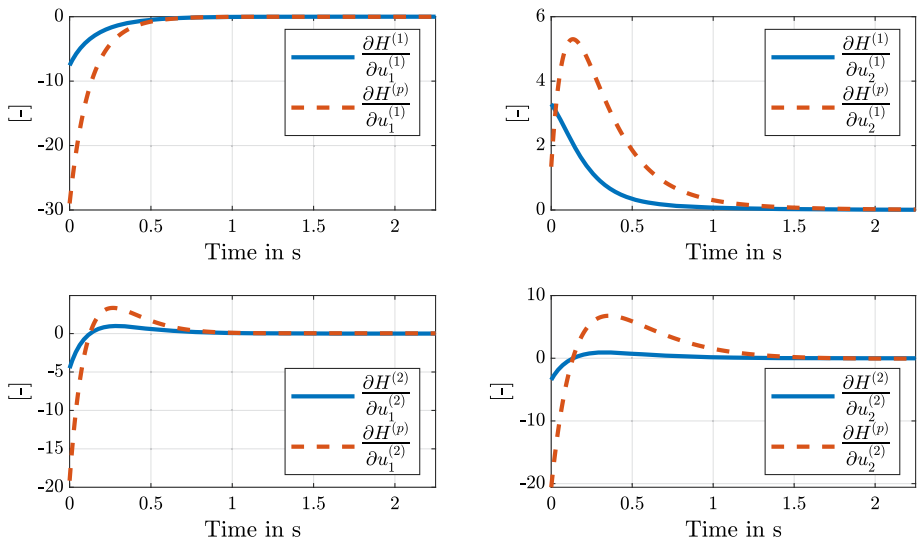 0
-10
-20
-30
[-]
0 0.5 1 1.5 2
Time in s
∂H^{(1)}/∂u_1^{(1)}
∂H^{(p)}/∂u_1^{(1)}
6
4
2
0
[-]
0 0.5 1 1.5 2
Time in s
∂H^{(1)}/∂u_2^{(1)}
∂H^{(p)}/∂u_2^{(1)}
0
-5
-10
-15
-20
[-]
0 0.5 1 1.5 2
Time in s
∂H^{(2)}/∂u_1^{(2)}
∂H^{(p)}/∂u_1^{(2)}
10
0
-10
-20
[-]
0 0.5 1 1.5 2
Time in s
∂H^{(2)}/∂u_2^{(2)}
∂H^{(p)}/∂u_2^{(2)}